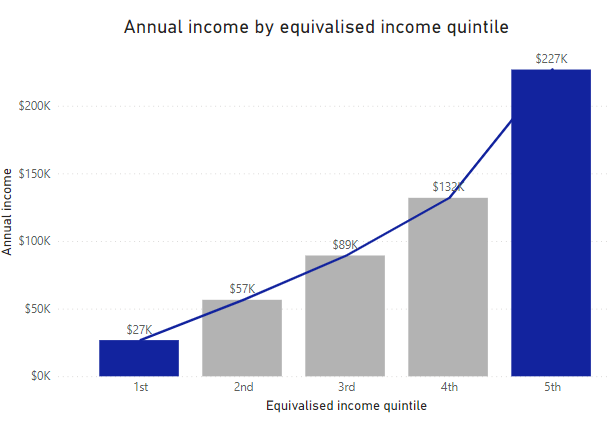 Annual income by equivalised income quintile
$227K
$200K
$150K
$132K
$100K
$89K
$57K
$50K
$27K
$0K
Annual income
1st 2nd 3rd 4th 5th
Equivalised income quintile